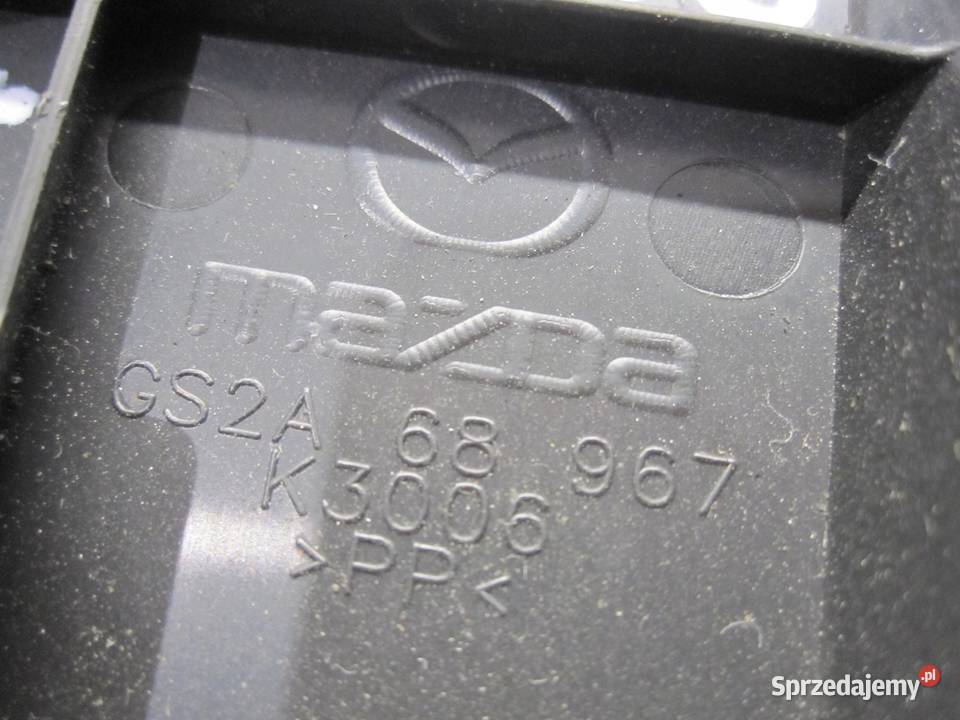 mazda
GS2A 68 967
K3006
>PP<
Sprzedajemy.pl